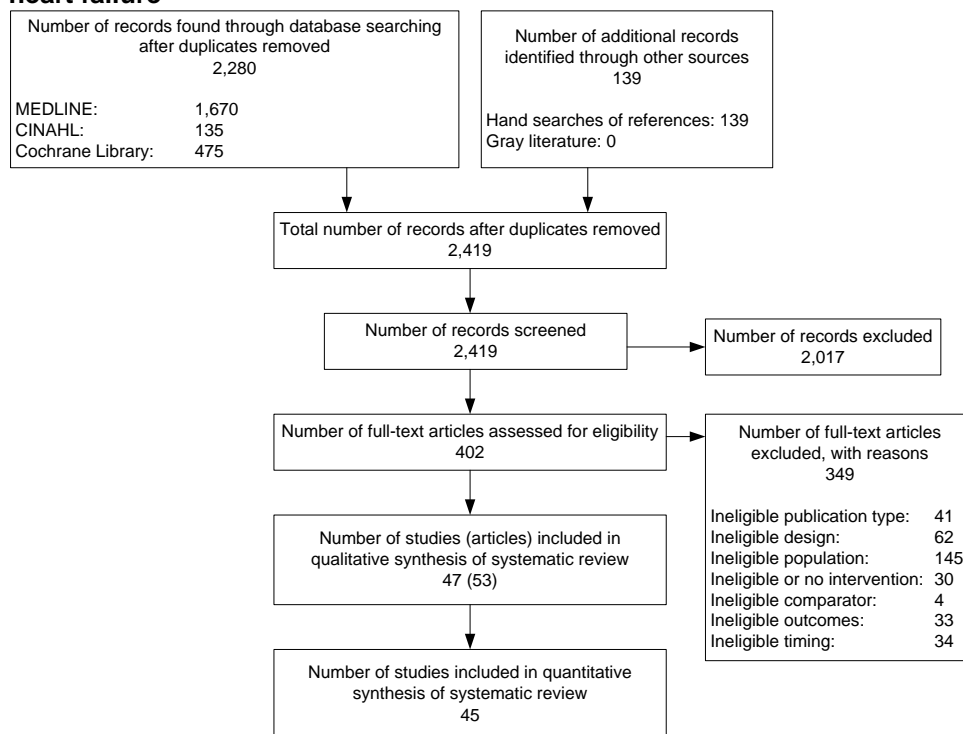 heart failure
Number of records found through database searching
after duplicates removed
2,280
MEDLINE: 1,670
CINAHL: 135
Cochrane Library: 475
Number of additional records
identified through other sources
139
Hand searches of references: 139
Gray literature: 0
Total number of records after duplicates removed
2,419
Number of records screened
2,419
Number of records excluded
2,017
Number of full-text articles assessed for eligibility
402
Number of full-text articles
excluded, with reasons
349
Ineligible publication type: 41
Ineligible design: 62
Ineligible population: 145
Ineligible or no intervention: 30
Ineligible comparator: 4
Ineligible outcomes: 33
Ineligible timing: 34
Number of studies (articles) included in
qualitative synthesis of systematic review
47 (53)
Number of studies included in quantitative
synthesis of systematic review
45